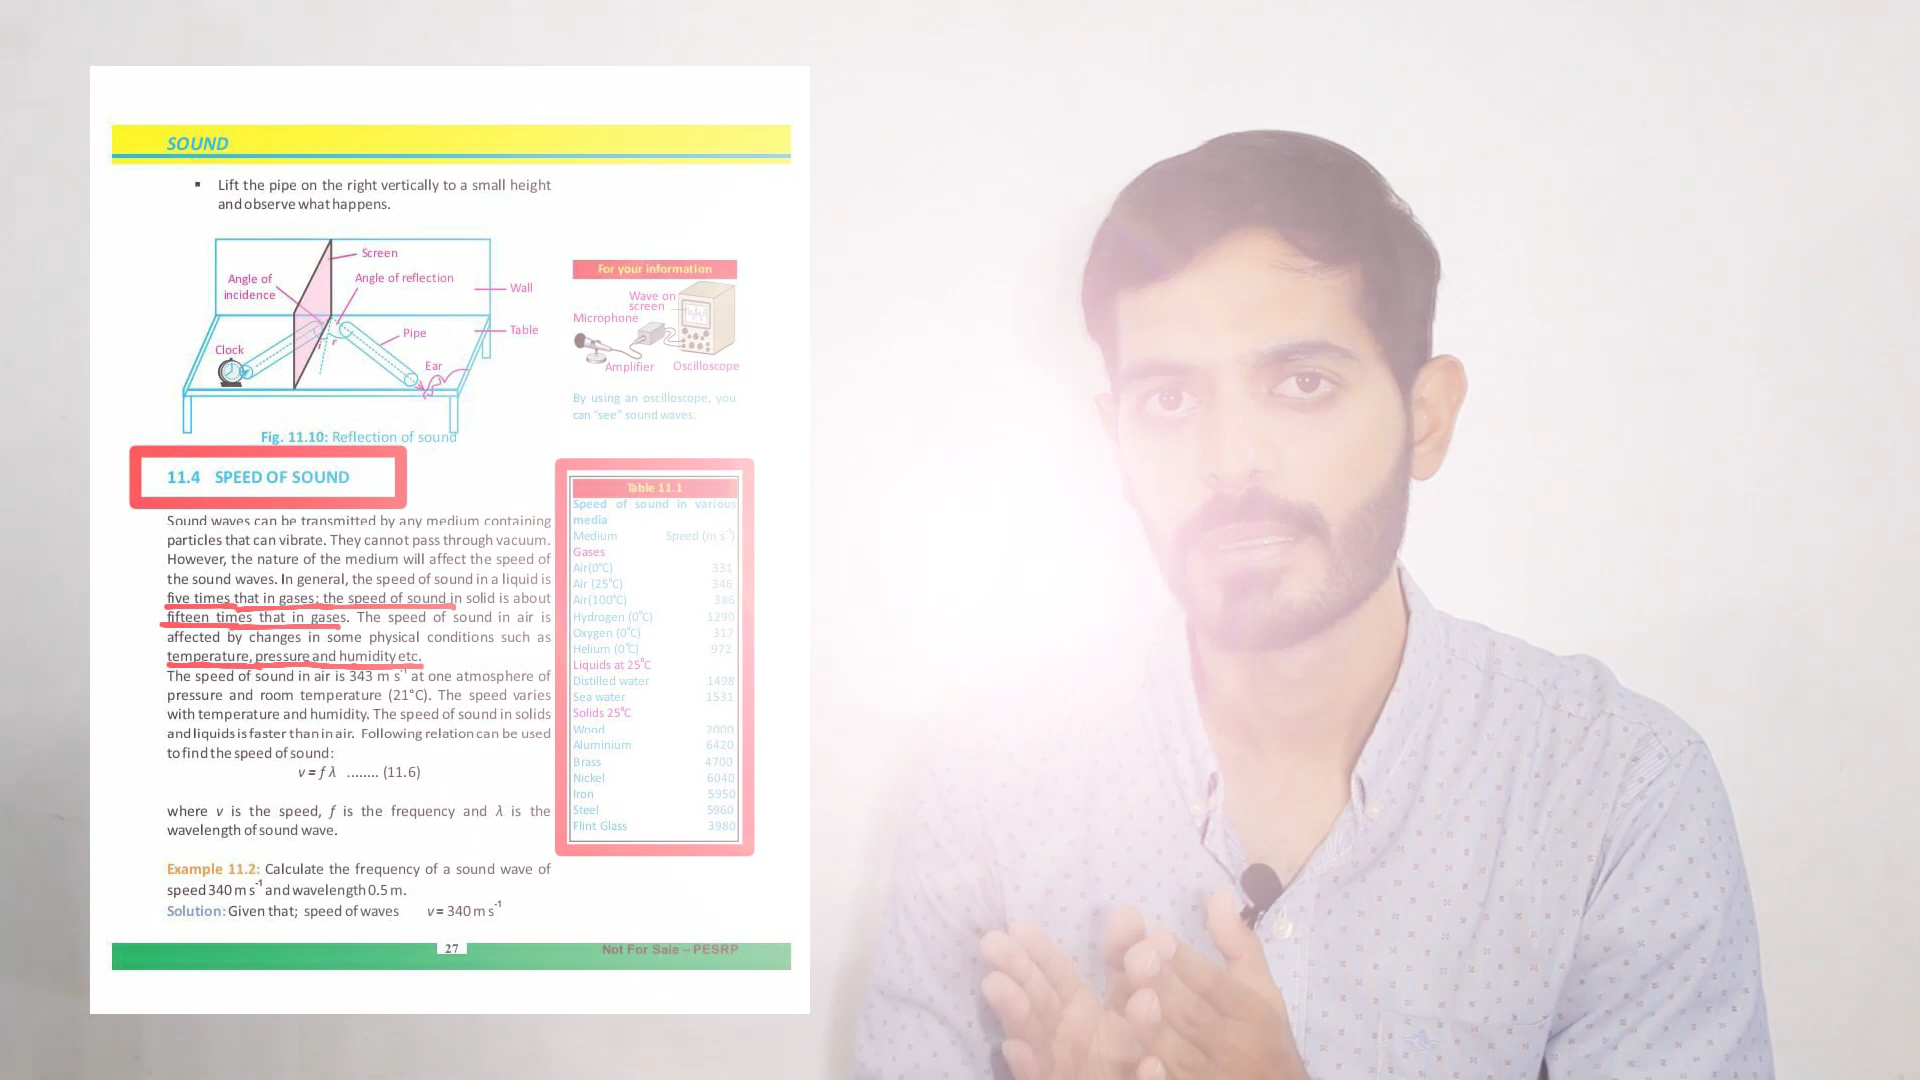 SOUND
▪ Lift the pipe on the right vertically to a small height
and observe what happens.
Screen
Angle of
incidence
Angle of reflection
Wall
Table
Pipe
Clock
Ear
i
r
Fig. 11.10: Reflection of sound
For your information
Wave on
screen
Microphone
Amplifier
Oscilloscope
By using an oscilloscope, you
can "see" sound waves.
11.4 SPEED OF SOUND
Sound waves can be transmitted by any medium containing
particles that can vibrate. They cannot pass through vacuum.
However, the nature of the medium will affect the speed of
the sound waves. In general, the speed of sound in a liquid is
five times that in gases; the speed of sound in solid is about
fifteen times that in gases. The speed of sound in air is
affected by changes in some physical conditions such as
temperature, pressure and humidity etc.
The speed of sound in air is 343 m s⁻¹ at one atmosphere of
pressure and room temperature (21°C). The speed varies
with temperature and humidity. The speed of sound in solids
and liquids is faster than in air. Following relation can be used
to find the speed of sound:
v = f λ ........ (11.6)
where v is the speed, f is the frequency and λ is the
wavelength of sound wave.
Example 11.2: Calculate the frequency of a sound wave of
speed 340 m s⁻¹ and wavelength 0.5 m.
Solution: Given that; speed of waves v = 340 m s⁻¹
Table 11.1
Speed of sound in various
media
Medium Speed (m s⁻¹)
Gases
Air(0°C) 331
Air (25°C) 346
Air(100°C) 386
Hydrogen (0°C) 1290
Oxygen (0°C) 317
Helium (0°C) 972
Liquids at 25°C
Distilled water 1498
Sea water 1531
Solids 25°C
Wood 2000
Aluminium 6420
Brass 4700
Nickel 6040
Iron 5950
Steel 5960
Flint Glass 3980
27
Not For Sale – PESRP